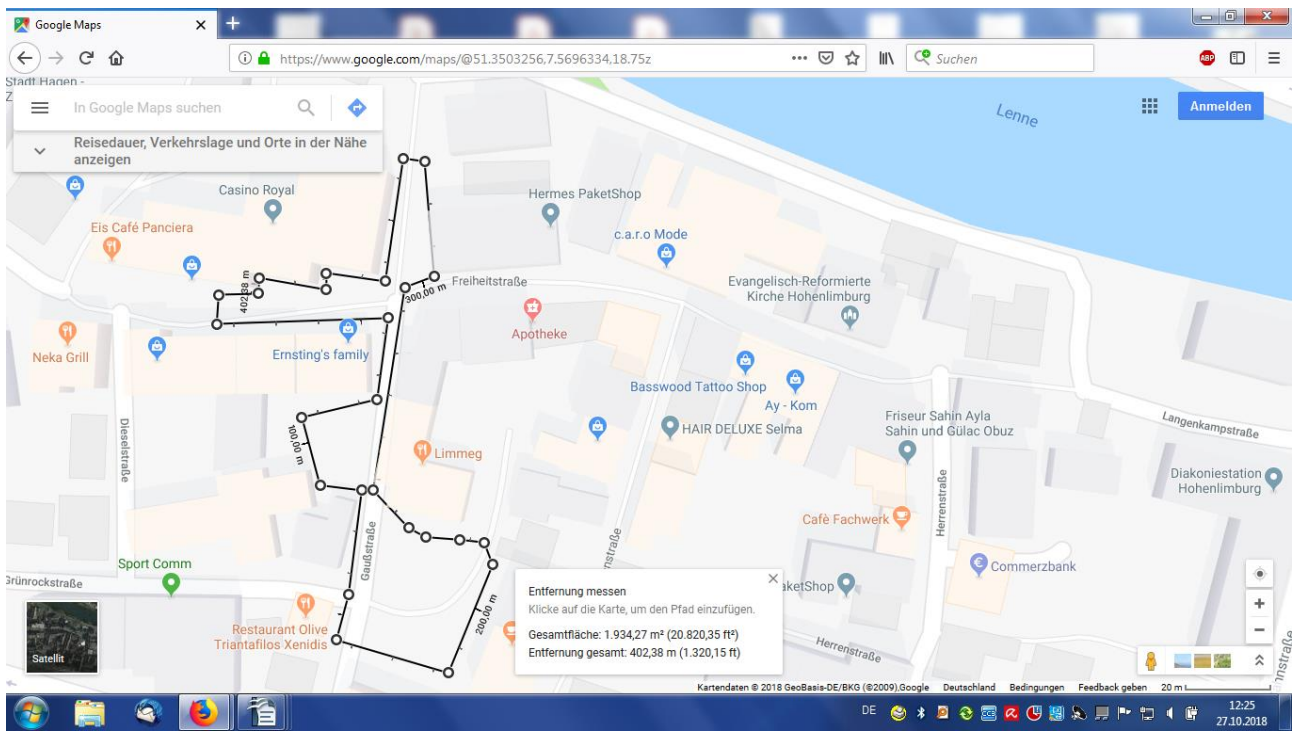 Google Maps
https://www.google.com/maps/@51.3503256,7.5696334,18.75z
Suchen
ABP
Stadt Hagen -
In Google Maps suchen
Reisedauer, Verkehrslage und Orte in der Nähe
anzeigen
Lenne
Anmelden
Casino Royal
Hermes PaketShop
Eis Café Panciera
c.a.r.o Mode
402,38 m
300,00 m
Freiheitstraße
Evangelisch-Reformierte
Kirche Hohenlimburg
Apotheke
Neka Grill
Ernsting's family
Basswood Tattoo Shop
Ay - Kom
Dieselstraße
100,00 m
HAIR DELUXE Selma
Friseur Sahin Ayla
Sahin und Gülac Obuz
Langenkampstraße
Limmeg
Diakoniestation
Hohenlimburg
Herrenstraße
Cafè Fachwerk
Gaußstraße
Sport Comm
Grünrockstraße
Commerzbank
aketShop
200,00 m
nstraße
Entfernung messen
Klicke auf die Karte, um den Pfad einzufügen.
Gesamtfläche: 1.934,27 m² (20.820,35 ft²)
Entfernung gesamt: 402,38 m (1.320,15 ft)
Restaurant Olive
Triantafilos Xenidis
Herrenstraße
Satellit
nnstraße
Kartendaten © 2018 GeoBasis-DE/BKG (©2009),Google Deutschland Bedingungen Feedback geben 20 m
DE
12:25
27.10.2018